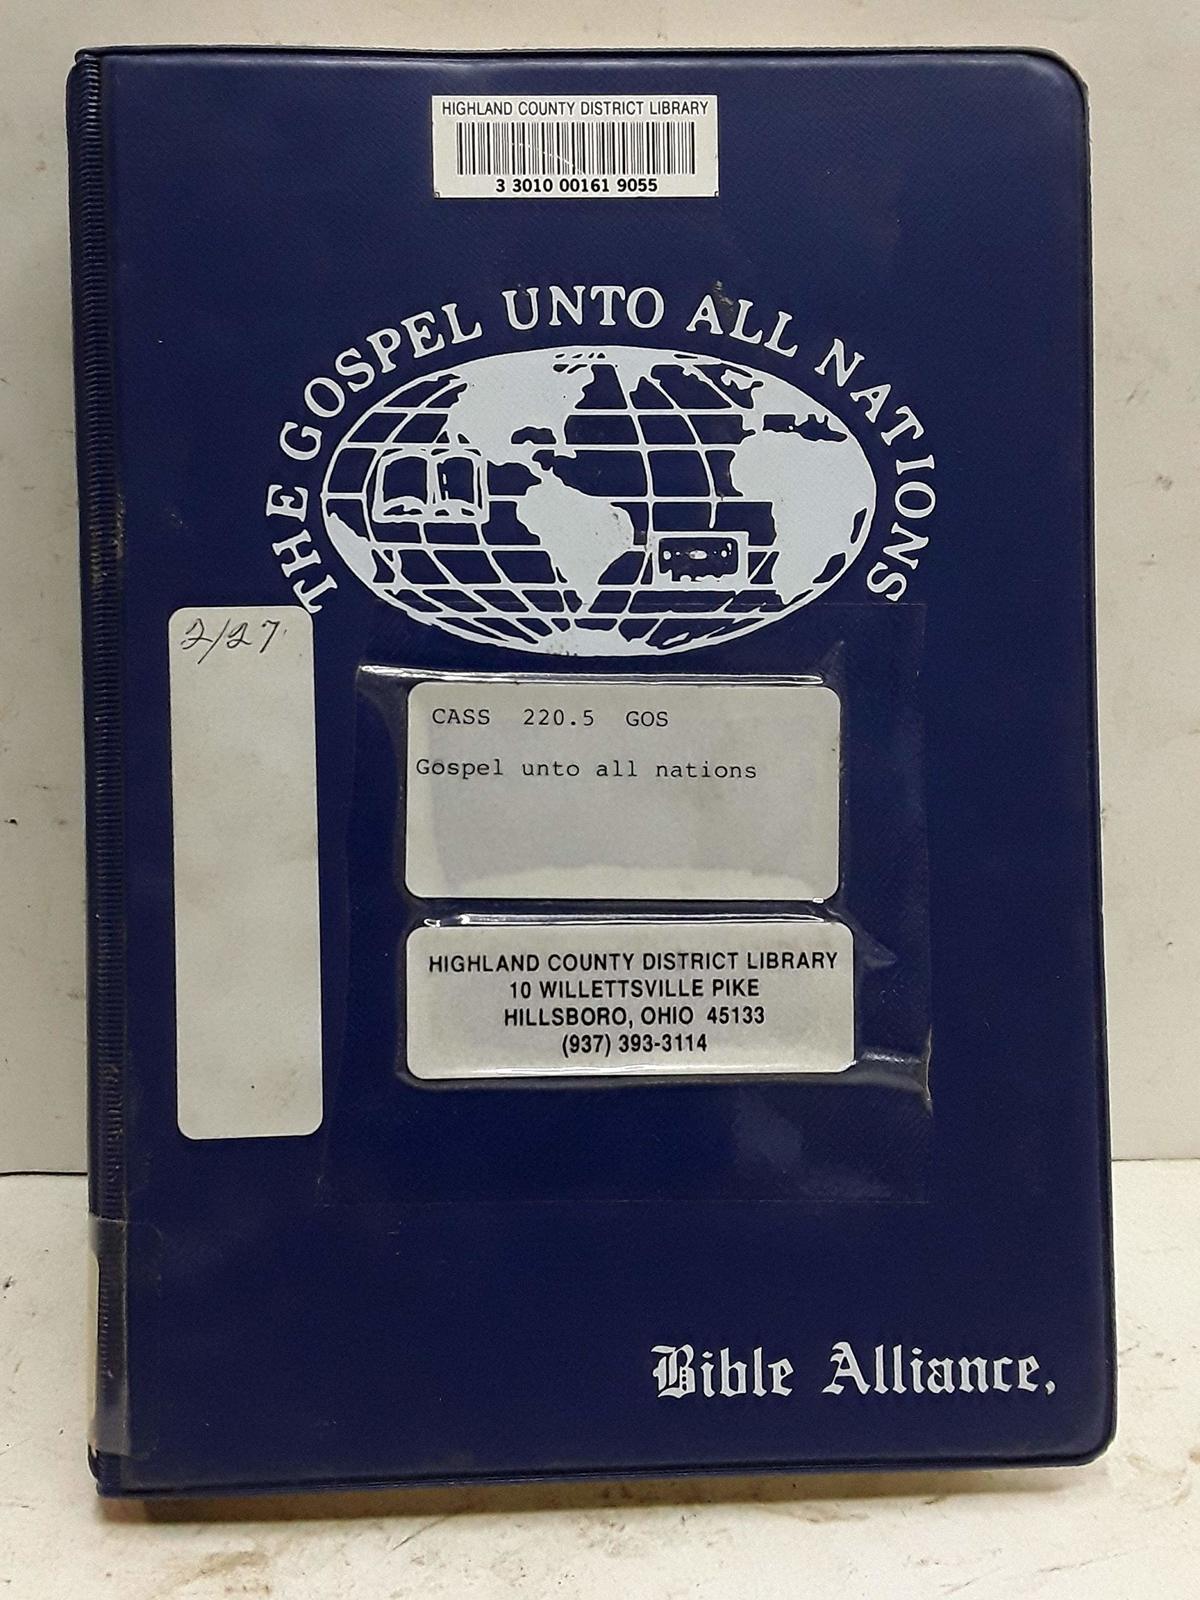 HIGHLAND COUNTY DISTRICT LIBRARY
3 3010 00161 9055
THE GOSPEL UNTO ALL NATIONS
2/27
CASS 220.5 GOS
Gospel unto all nations
HIGHLAND COUNTY DISTRICT LIBRARY
10 WILLETTSVILLE PIKE
HILLSBORO, OHIO 45133
(937) 393-3114
Bible Alliance,